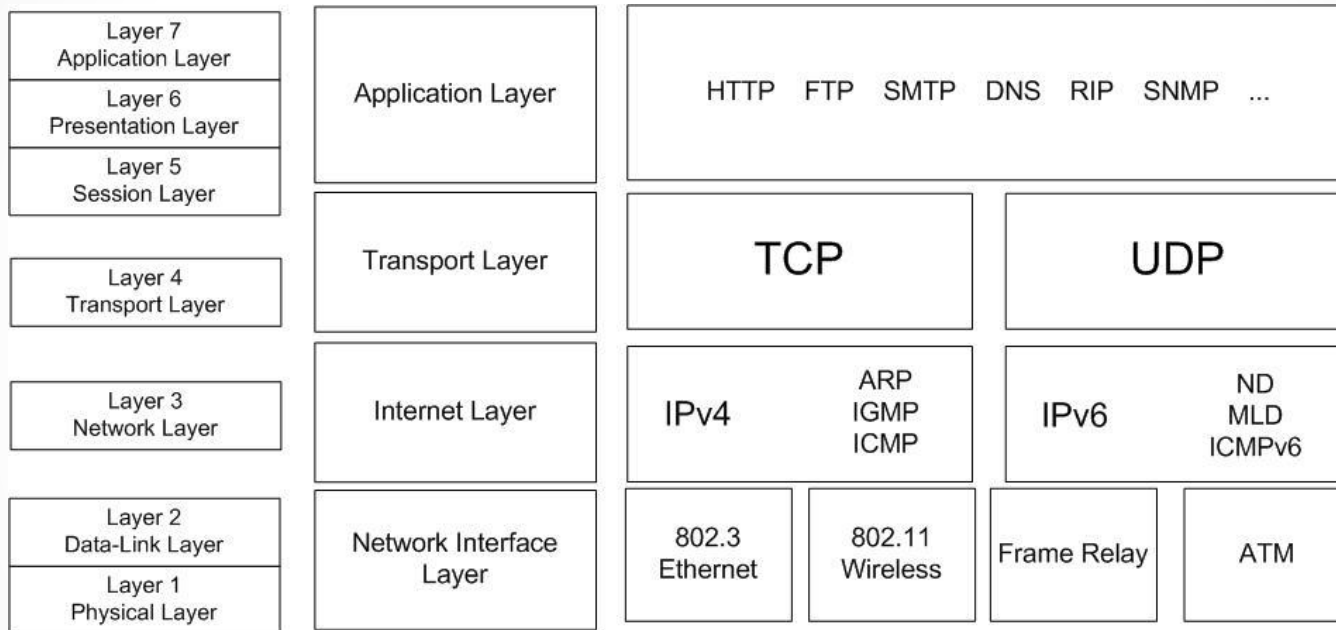 Layer 7
Application Layer
Layer 6
Presentation Layer
Layer 5
Session Layer
Layer 4
Transport Layer
Layer 3
Network Layer
Layer 2
Data-Link Layer
Layer 1
Physical Layer
Application Layer
Transport Layer
Internet Layer
Network Interface
Layer
HTTP FTP SMTP DNS RIP SNMP ...
TCP
UDP
IPv4
ARP
IGMP
ICMP
IPv6
ND
MLD
ICMPv6
802.3
Ethernet
802.11
Wireless
Frame Relay
ATM